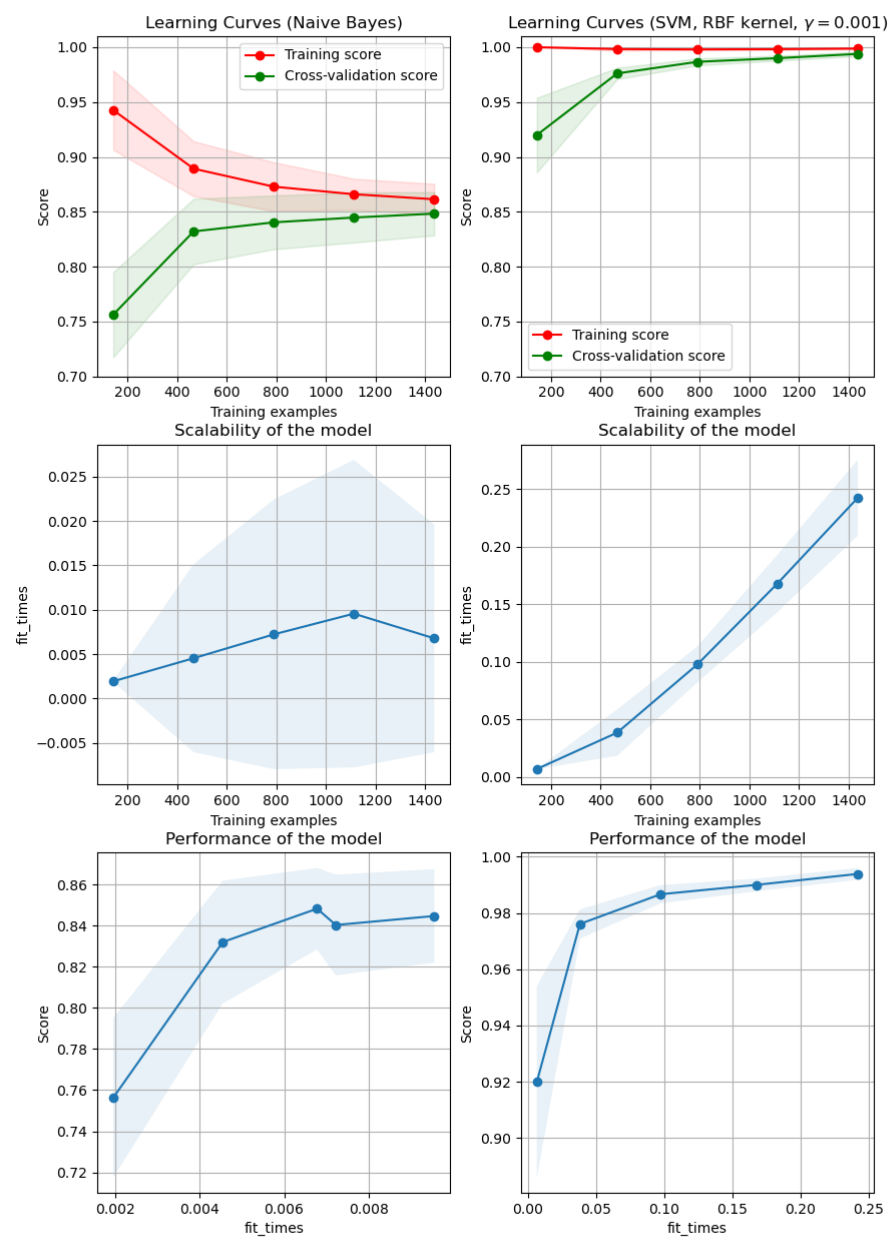 Learning Curves (Naive Bayes)
1.00
0.95
0.90
0.85
0.80
0.75
0.70
Score
Training score
Cross-validation score
200 400 600 800 1000 1200 1400
Training examples
Learning Curves (SVM, RBF kernel, γ = 0.001)
1.00
0.95
0.90
0.85
0.80
0.75
0.70
Score
Training score
Cross-validation score
200 400 600 800 1000 1200 1400
Training examples
Scalability of the model
0.025
0.020
0.015
0.010
0.005
0.000
−0.005
fit_times
200 400 600 800 1000 1200 1400
Training examples
Scalability of the model
0.25
0.20
0.15
0.10
0.05
0.00
fit_times
200 400 600 800 1000 1200 1400
Training examples
Performance of the model
0.86
0.84
0.82
0.80
0.78
0.76
0.74
0.72
Score
0.002 0.004 0.006 0.008
fit_times
Performance of the model
1.00
0.98
0.96
0.94
0.92
0.90
Score
0.00 0.05 0.10 0.15 0.20 0.25
fit_times